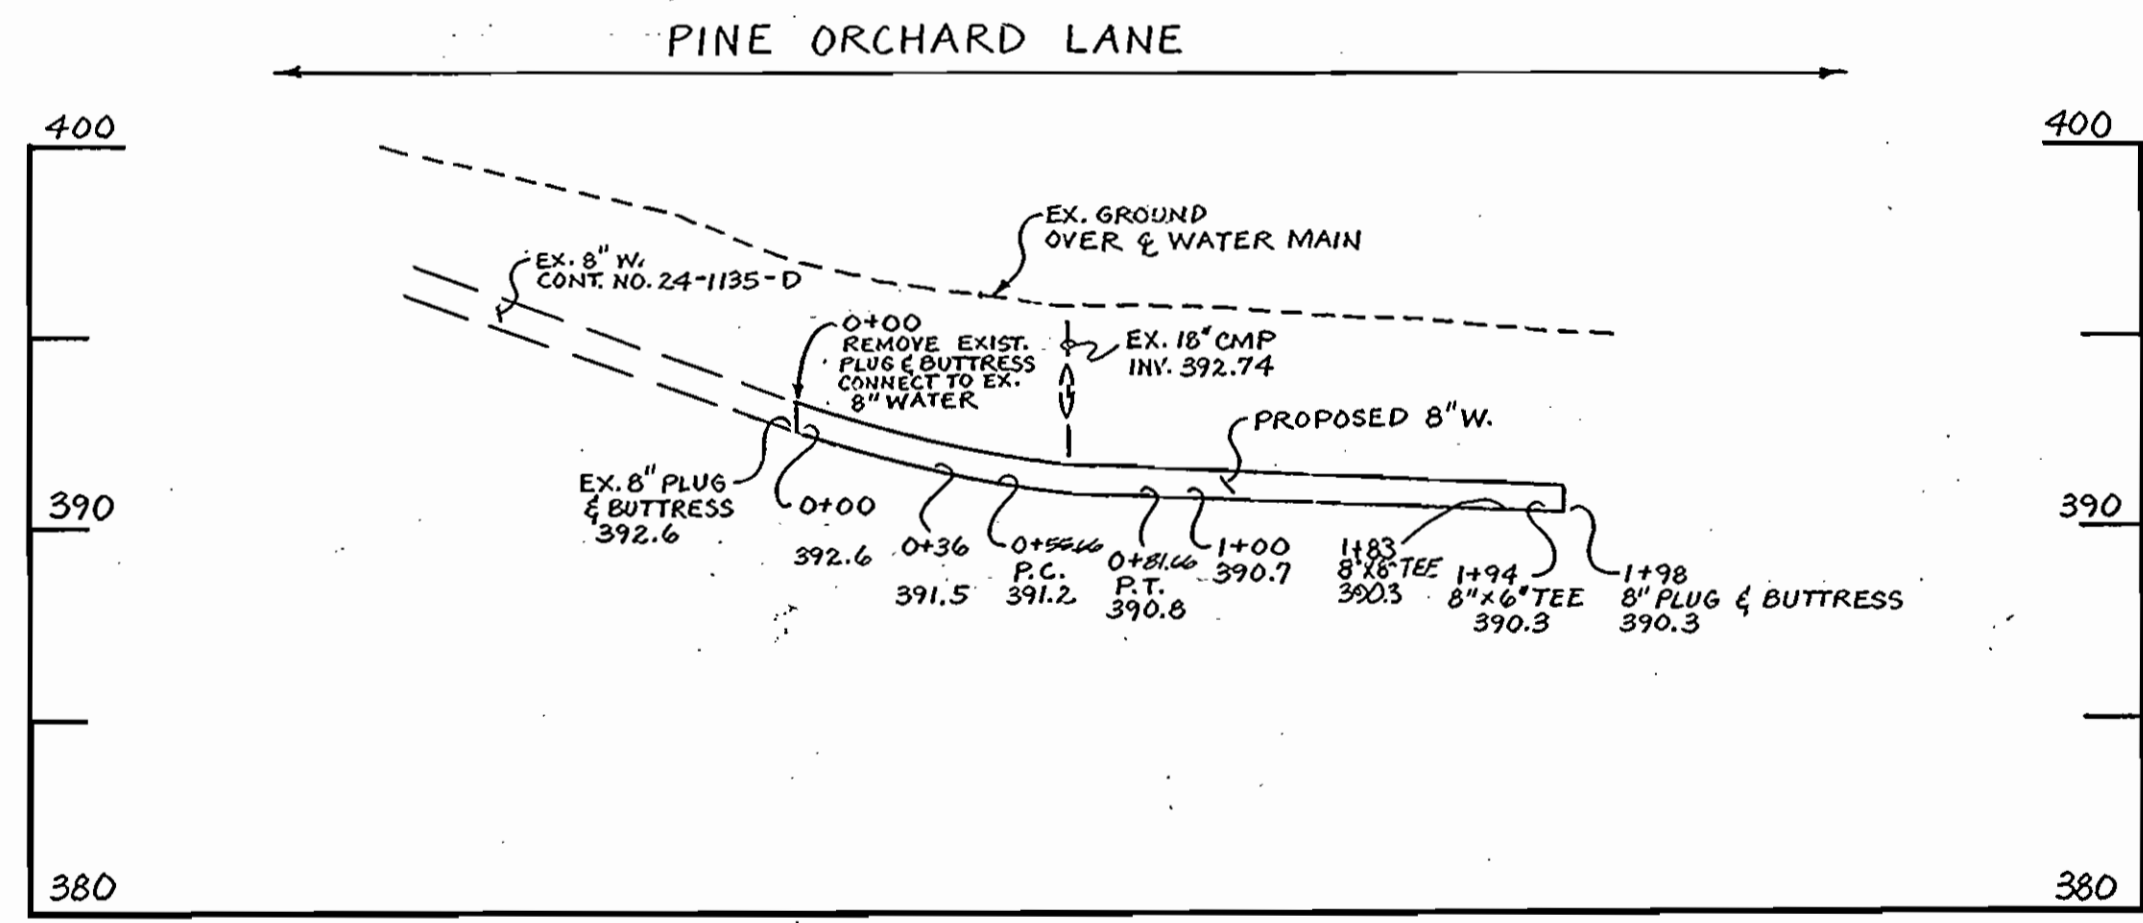 PINE ORCHARD LANE
400
400
EX. GROUND
OVER ℄ WATER MAIN
EX. 8" W.
CONT. NO. 24-1135-D
0+00
REMOVE EXIST.
PLUG & BUTTRESS
CONNECT TO EX.
8" WATER
EX. 18" CMP
INV. 392.74
PROPOSED 8" W.
EX. 8" PLUG
& BUTTRESS
392.6
390
390
0+00
392.6
0+36
391.5
P.C.
391.2
0+81.66
P.T.
390.8
1+00
390.7
1+83
TEE
390.3
1+94
8" X 6" TEE
390.3
1+98
8" PLUG & BUTTRESS
390.3
380
380